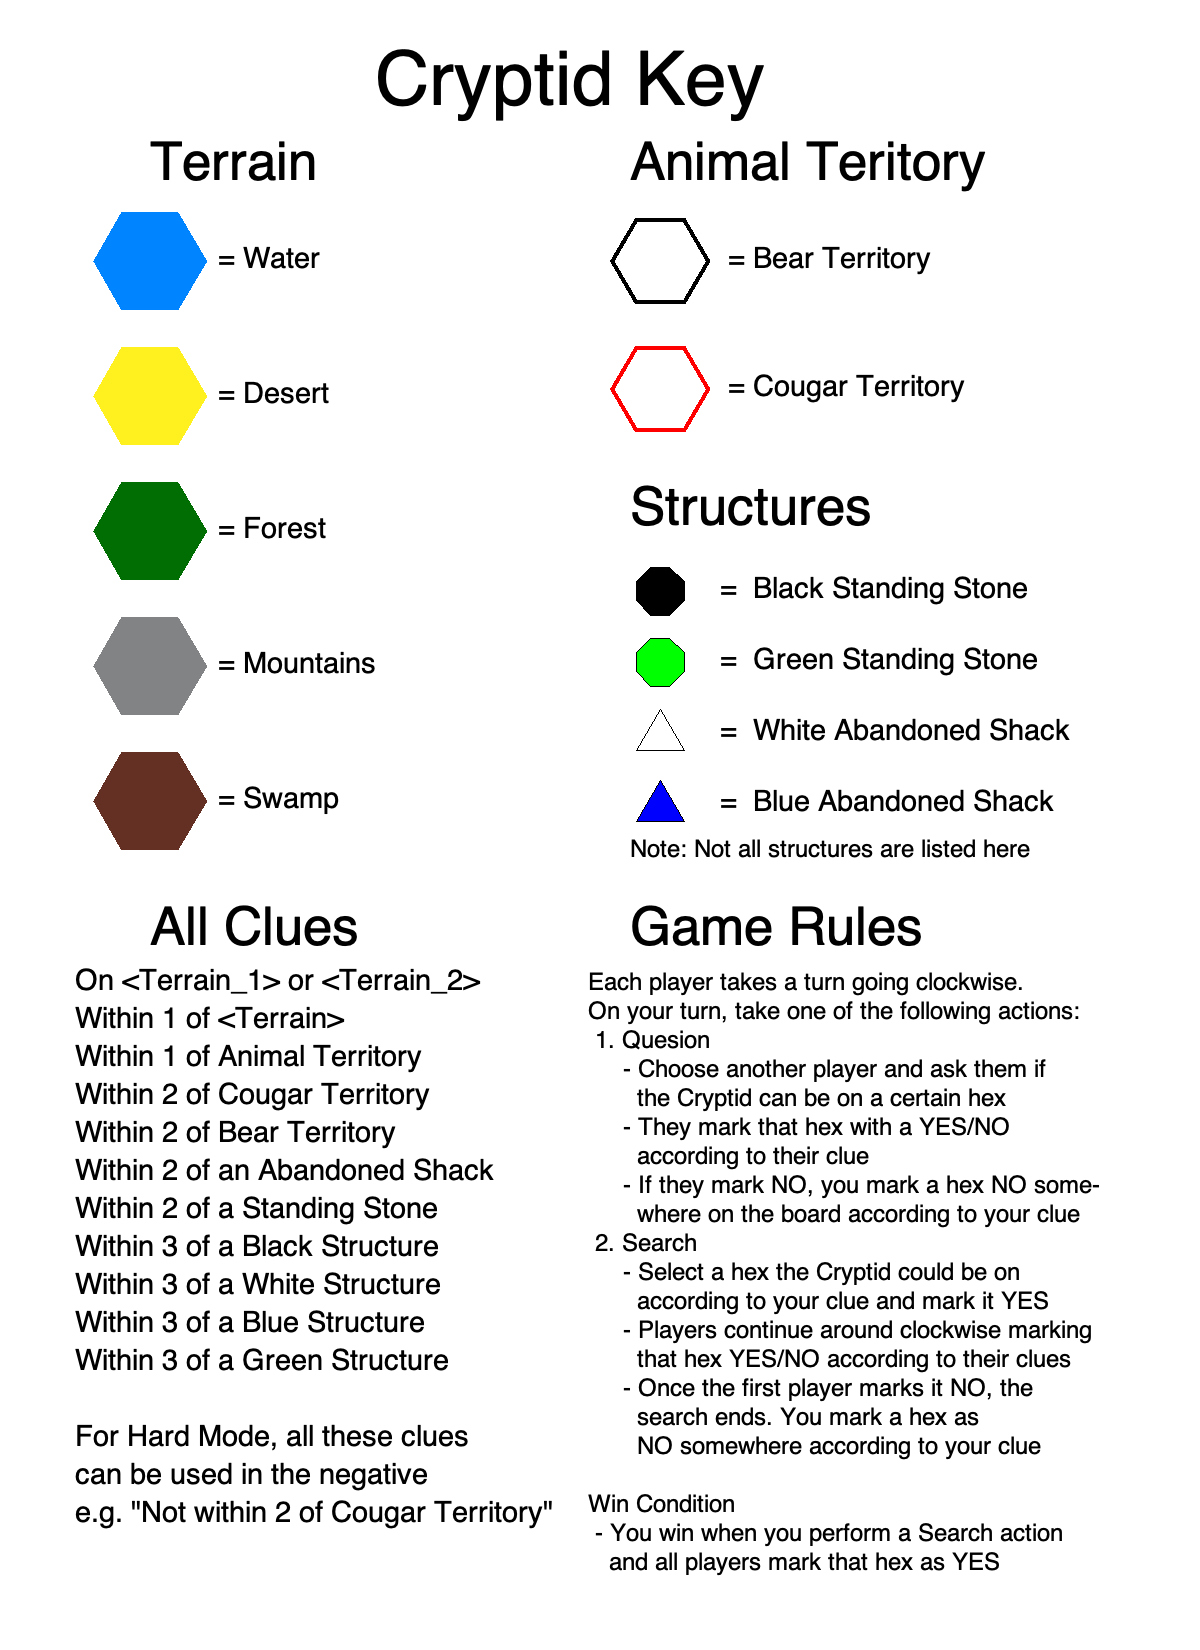 Cryptid Key
Terrain
= Water
= Desert
= Forest
= Mountains
= Swamp
Animal Teritory
= Bear Territory
= Cougar Territory
Structures
= Black Standing Stone
= Green Standing Stone
= White Abandoned Shack
= Blue Abandoned Shack
Note: Not all structures are listed here
All Clues
On <Terrain_1> or <Terrain_2>
Within 1 of <Terrain>
Within 1 of Animal Territory
Within 2 of Cougar Territory
Within 2 of Bear Territory
Within 2 of an Abandoned Shack
Within 2 of a Standing Stone
Within 3 of a Black Structure
Within 3 of a White Structure
Within 3 of a Blue Structure
Within 3 of a Green Structure
For Hard Mode, all these clues
can be used in the negative
e.g. "Not within 2 of Cougar Territory"
Game Rules
Each player takes a turn going clockwise.
On your turn, take one of the following actions:
1. Quesion
- Choose another player and ask them if
the Cryptid can be on a certain hex
- They mark that hex with a YES/NO
according to their clue
- If they mark NO, you mark a hex NO some-
where on the board according to your clue
2. Search
- Select a hex the Cryptid could be on
according to your clue and mark it YES
- Players continue around clockwise marking
that hex YES/NO according to their clues
- Once the first player marks it NO, the
search ends. You mark a hex as
NO somewhere according to your clue
Win Condition
- You win when you perform a Search action
and all players mark that hex as YES